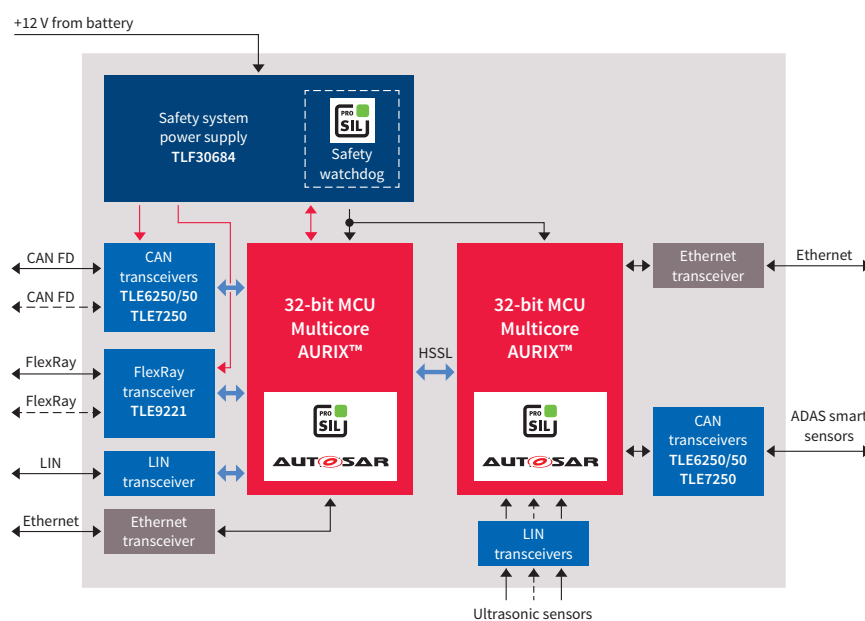 +12 V from battery
Safety system
power supply
TLF30684
PRO
SIL
Safety
watchdog
CAN FD
CAN FD
CAN
transceivers
TLE6250/50
TLE7250
FlexRay
FlexRay
FlexRay
transceiver
TLE9221
LIN
LIN
transceiver
Ethernet
Ethernet
transceiver
32-bit MCU
Multicore
AURIX™
PRO
SIL
AUTOSAR
HSSL
32-bit MCU
Multicore
AURIX™
PRO
SIL
AUTOSAR
Ethernet
transceiver
Ethernet
CAN
transceivers
TLE6250/50
TLE7250
ADAS smart
sensors
LIN
transceivers
Ultrasonic sensors